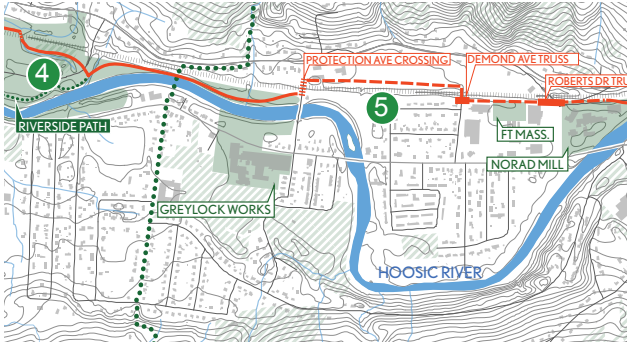 PROTECTION AVE CROSSING
DEMOND AVE TRUSS
4
ROBERTS DR TRU
5
RIVERSIDE PATH
FT MASS.
NORAD MILL
GREYLOCK WORKS
HOOSIC RIVER